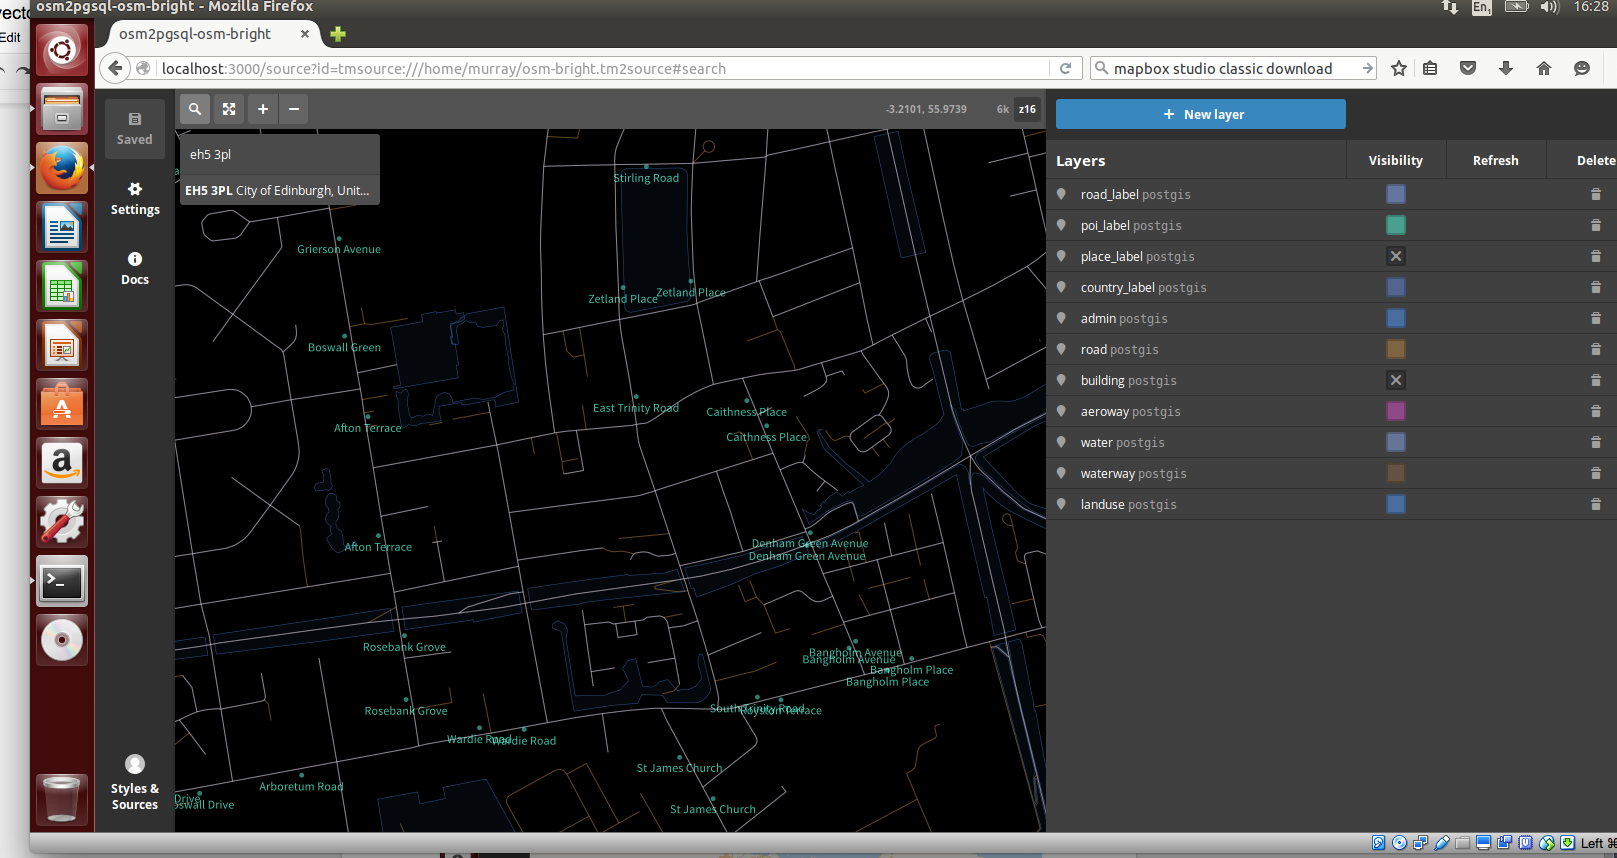 osm2pgsql-osm-bright - Mozilla Firefox
En1
16:28
Edit
osm2pgsql-osm-bright
localhost:3000/source?id=tmsource:///home/murray/osm-bright.tm2source#search
mapbox studio classic download
Saved
Settings
Docs
Styles &
Sources
-3.2101, 55.9739
6k
z16
eh5 3pl
EH5 3PL City of Edinburgh, Unit...
Stirling Road
Grierson Avenue
Zetland Place
Zetland Place
Boswall Green
East Trinity Road
Caithness Place
Afton Terrace
Caithness Place
Denham Green Avenue
Afton Terrace
Denham Green Avenue
Rosebank Grove
Bangholm Avenue
Bangholm Avenue
Bangholm Place
Bangholm Place
Rosebank Grove
South Trinity Road
Royston Terrace
Wardie Road
Wardie Road
St James Church
Arboretum Road
Drive
oswall Drive
St James Church
+ New layer
Layers
Visibility
Refresh
Delete
road_label postgis
poi_label postgis
place_label postgis
country_label postgis
admin postgis
road postgis
building postgis
aeroway postgis
water postgis
waterway postgis
landuse postgis
Left ⌘